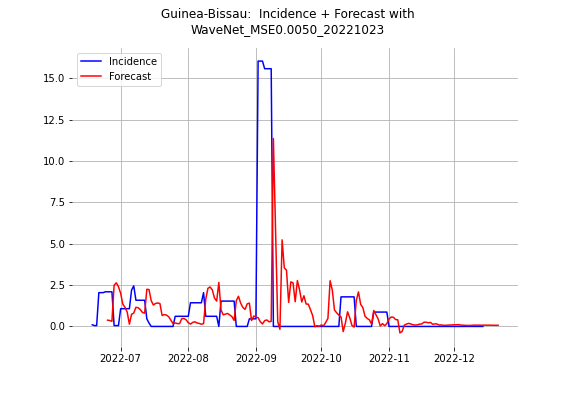 Guinea-Bissau:  Incidence + Forecast with
WaveNet_MSE0.0050_20221023
Incidence
Forecast
15.0
12.5
10.0
7.5
5.0
2.5
0.0
2022-07 2022-08 2022-09 2022-10 2022-11 2022-12